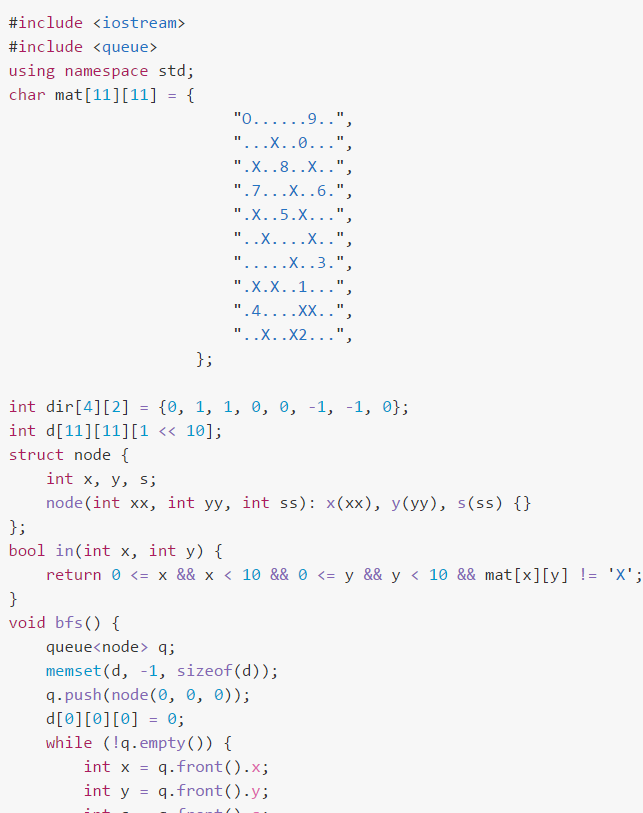 #include <iostream>
#include <queue>
using namespace std;
char mat[11][11] = {
"O......9..",
"...X..0...",
".X..8..X..",
".7...X..6.",
".X..5.X...",
"..X....X..",
".....X..3.",
".X.X..1...",
".4....XX..",
"..X..X2...",
};
int dir[4][2] = {0, 1, 1, 0, 0, -1, -1, 0};
int d[11][11][1 << 10];
struct node {
int x, y, s;
node(int xx, int yy, int ss): x(xx), y(yy), s(ss) {}
};
bool in(int x, int y) {
return 0 <= x && x < 10 && 0 <= y && y < 10 && mat[x][y] != 'X';
}
void bfs() {
queue<node> q;
memset(d, -1, sizeof(d));
q.push(node(0, 0, 0));
d[0][0][0] = 0;
while (!q.empty()) {
int x = q.front().x;
int y = q.front().y;